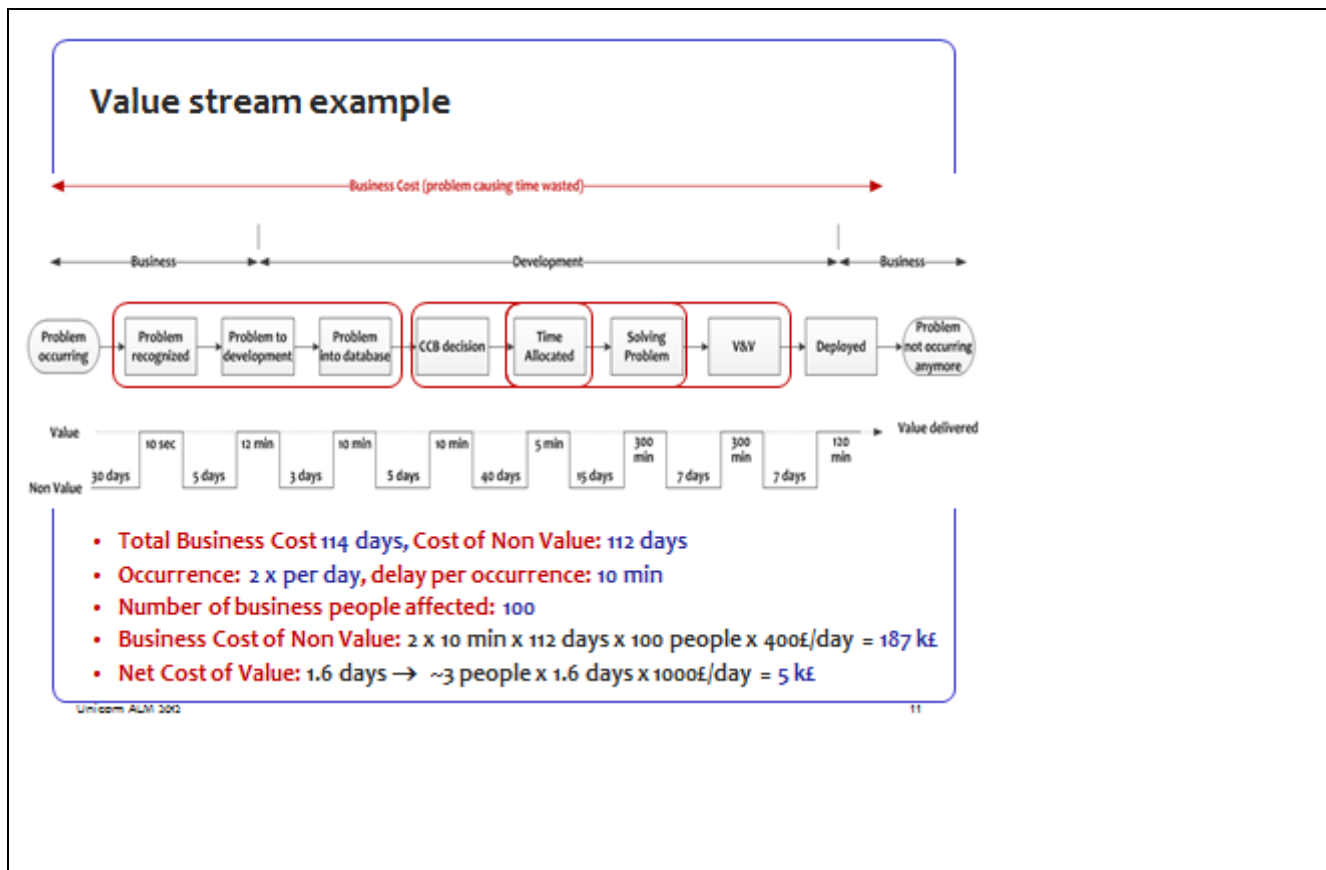 Value stream example
Business Cost (problem causing time wasted)
Business
Development
Business
Problem
occurring
Problem
recognized
Problem to
development
Problem
into database
CCB decision
Time
Allocated
Solving
Problem
V&V
Deployed
Problem
not occurring
anymore
Value
10 sec
12 min
10 min
10 min
5 min
300
min
300
min
120
min
Value delivered
Non Value
30 days
5 days
3 days
5 days
40 days
15 days
7 days
7 days
• Total Business Cost 114 days, Cost of Non Value: 112 days
• Occurrence: 2 x per day, delay per occurrence: 10 min
• Number of business people affected: 100
• Business Cost of Non Value: 2 x 10 min x 112 days x 100 people x 400£/day = 187 k£
• Net Cost of Value: 1.6 days → ~3 people x 1.6 days x 1000£/day = 5 k£
Unicom ALM 2012
11